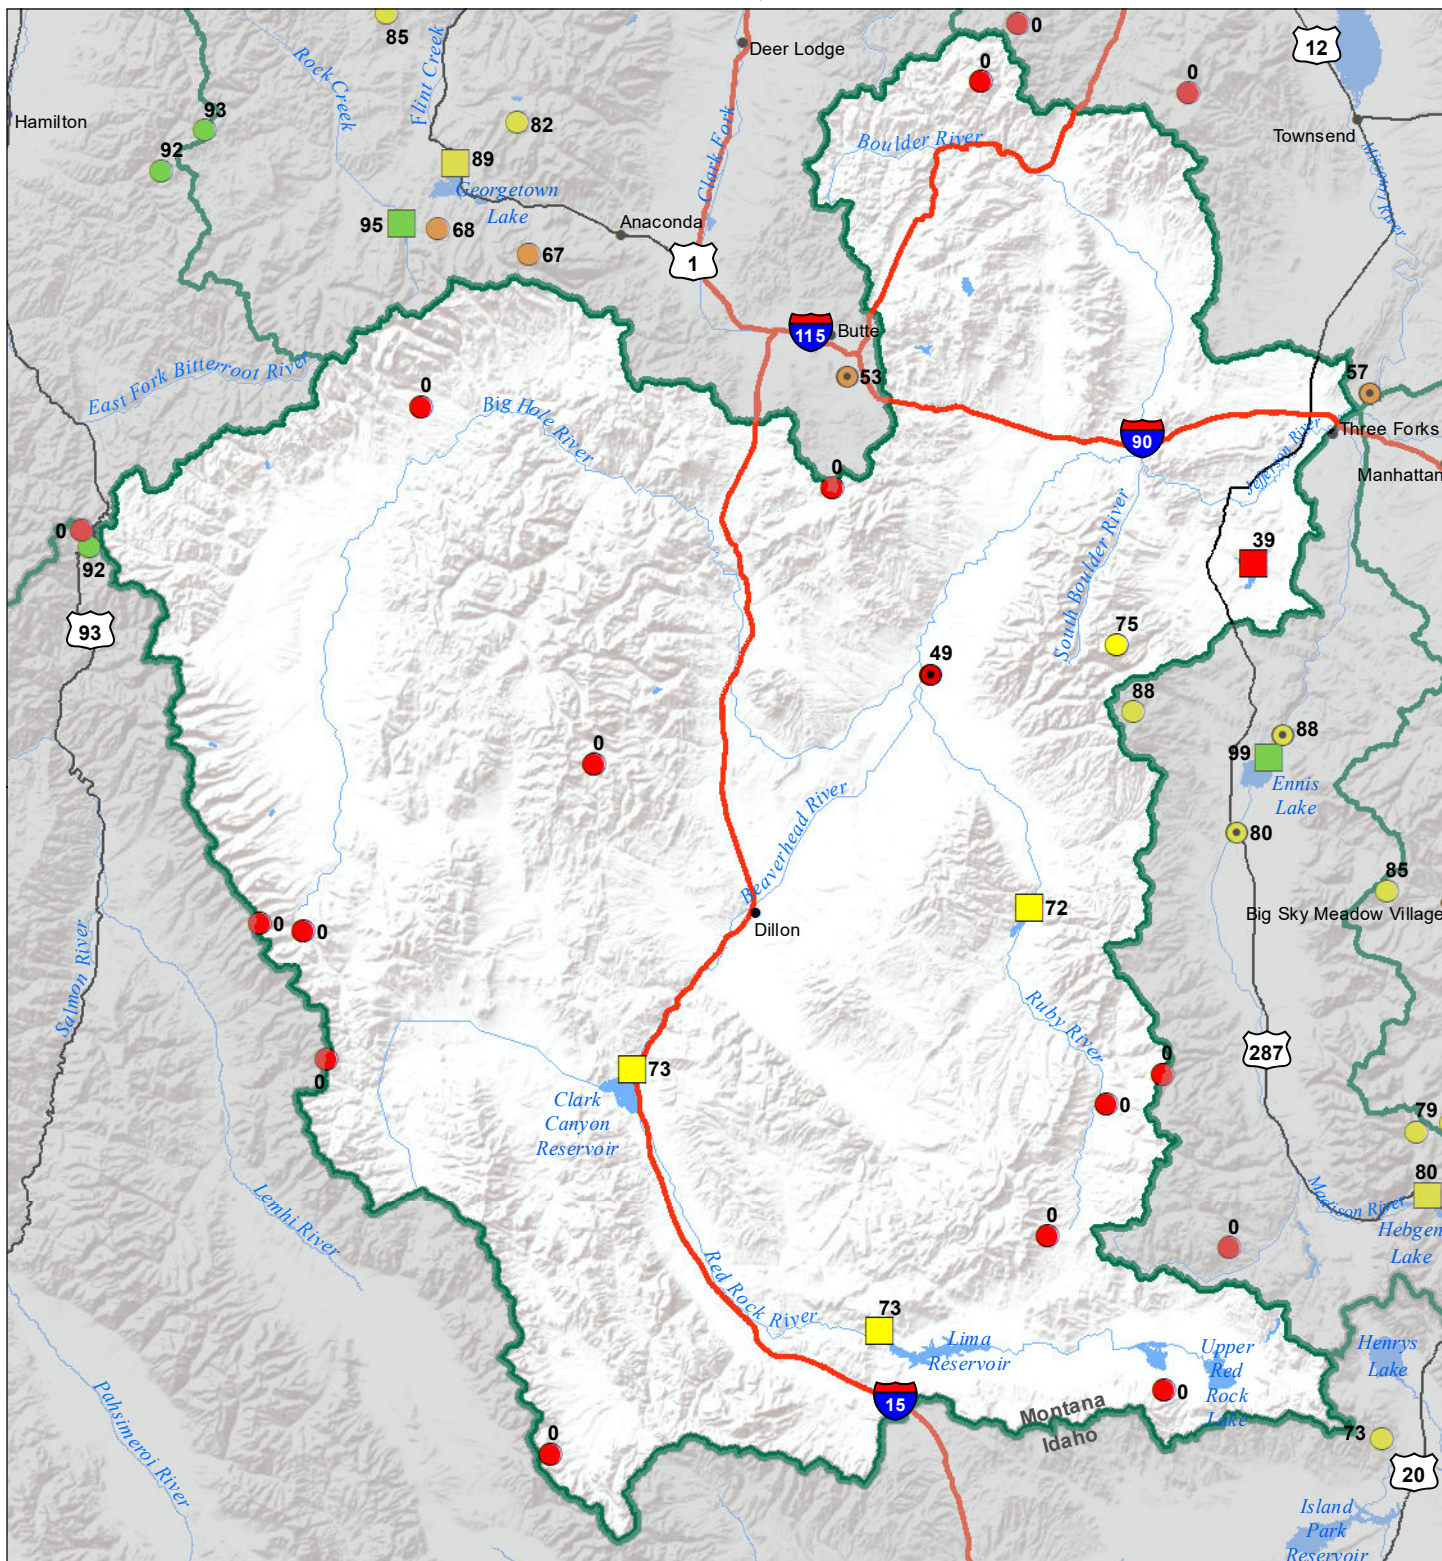 85
0
12
Deer Lodge
Rock Creek
Flint Creek
0
0
Hamilton
93
82
Clark Fork
Boulder River
Townsend
92
89
Georgetown
Lake
Missouri River
95
68
Anaconda
67
1
115
Butte
East Fork Bitterroot River
53
57
0
Big Hole River
90
Jefferson River
Three Forks
0
Manhattan
0
92
South Boulder River
39
93
75
49
88
88
0
99
Ennis
Lake
Beaverhead River
80
85
72
Big Sky Meadow Village
0
0
Dillon
Salmon River
Ruby River
287
0
73
0
Clark
Canyon
Reservoir
0
79
Lemhi River
80
Madison River
0
0
Hebgen
Lake
Red Rock River
73
Lima
Reservoir
Upper
Red
Rock
Lake
Henrys
Lake
0
15
Montana
Idaho
Pahsimeroi River
0
73
20
Island
Park
Reservoir